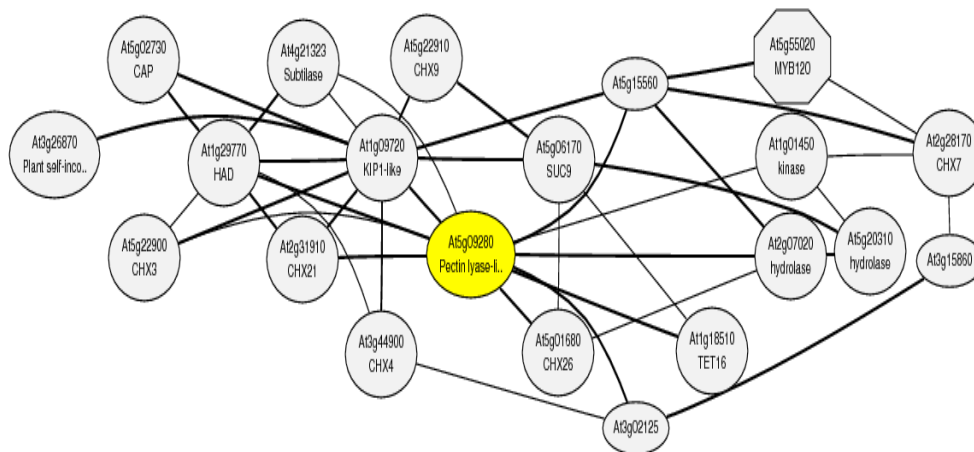 At5g02730
CAP
At4g21323
Subtilase
At5g22910
CHX9
At5g15560
At5g55020
MYB120
At3g26870
Plant self-inco..
At1g29770
HAD
At1g09720
KIP1-like
At5g06170
SUC9
At1g01450
kinase
At2g28170
CHX7
At5g22900
CHX3
At2g31910
CHX21
At5g09280
Pectin lyase-li..
At2g07020
hydrolase
At5g20310
hydrolase
At3g15860
At3g44900
CHX4
At5g01680
CHX26
At1g18510
TET16
At3g02125